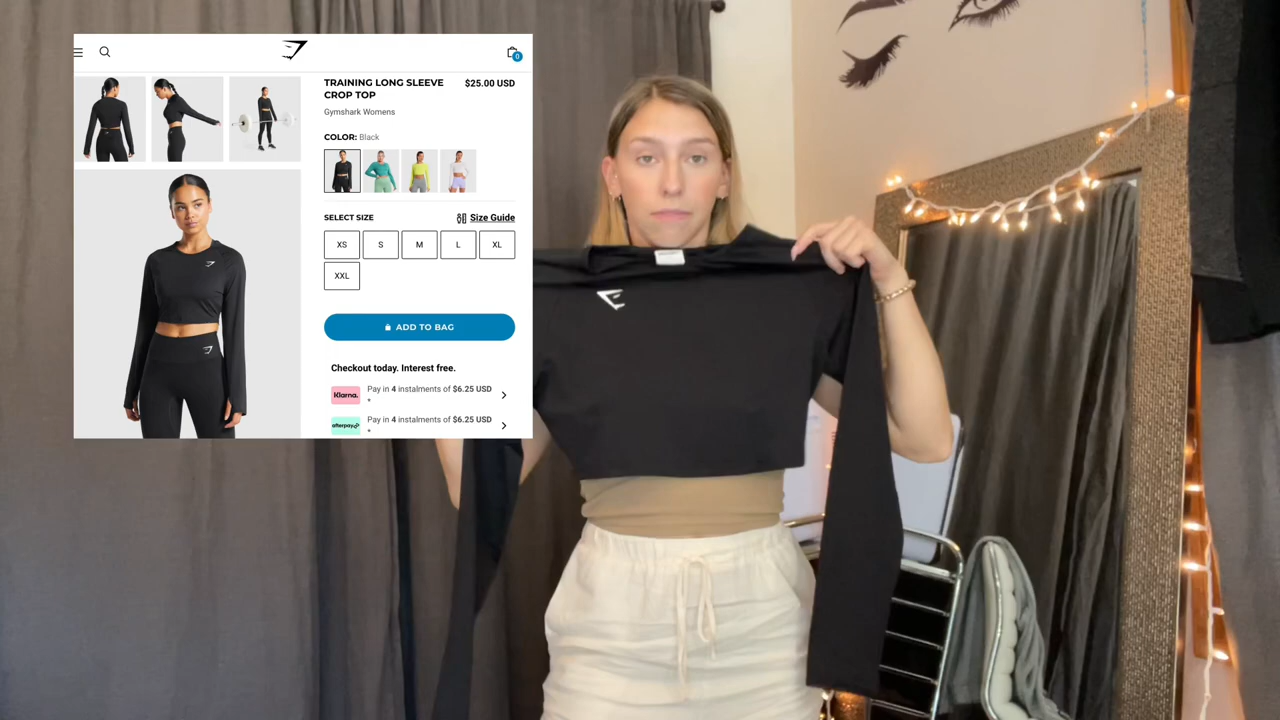 0
TRAINING LONG SLEEVE
CROP TOP
$25.00 USD
Gymshark Womens
COLOR: Black
SELECT SIZE
Size Guide
XS
S
M
L
XL
XXL
ADD TO BAG
Checkout today. Interest free.
Klarna.
Pay in 4 instalments of $6.25 USD
*
afterpay
Pay in 4 instalments of $6.25 USD
*